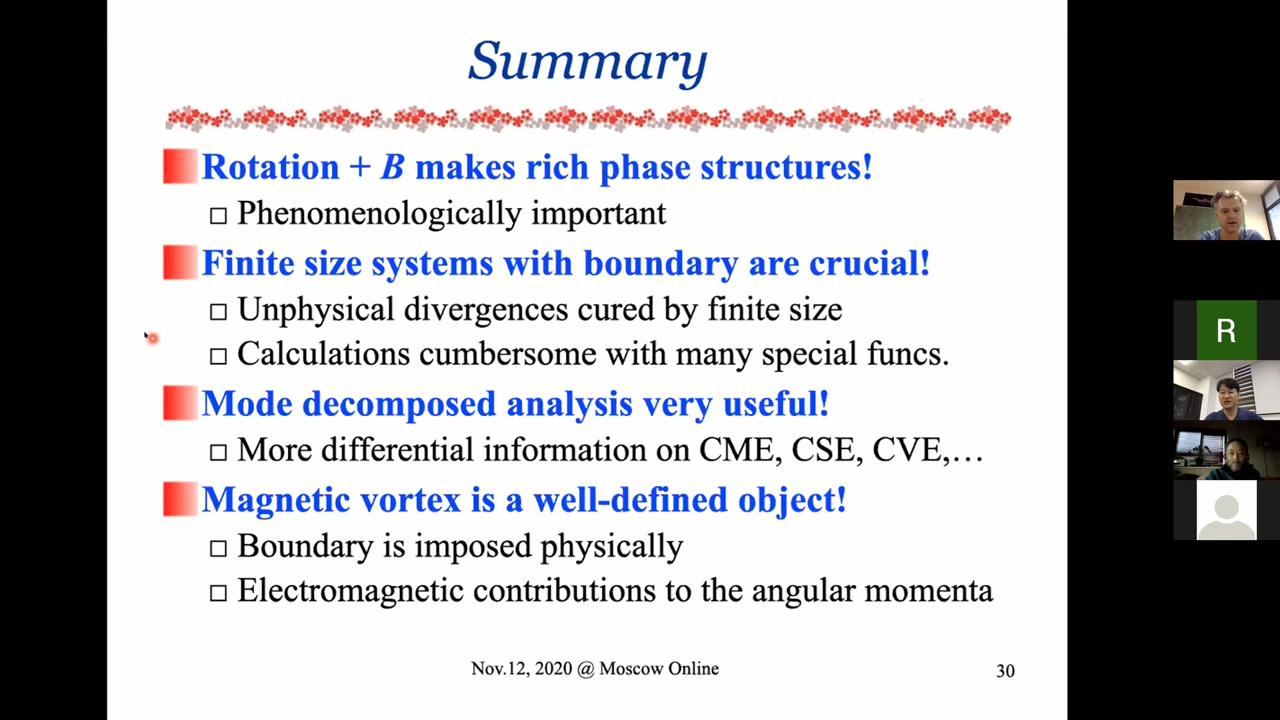 Summary
Rotation + B makes rich phase structures!
□ Phenomenologically important
Finite size systems with boundary are crucial!
□ Unphysical divergences cured by finite size
□ Calculations cumbersome with many special funcs.
Mode decomposed analysis very useful!
□ More differential information on CME, CSE, CVE,…
Magnetic vortex is a well-defined object!
□ Boundary is imposed physically
□ Electromagnetic contributions to the angular momenta
Nov.12, 2020 @ Moscow Online
30
R